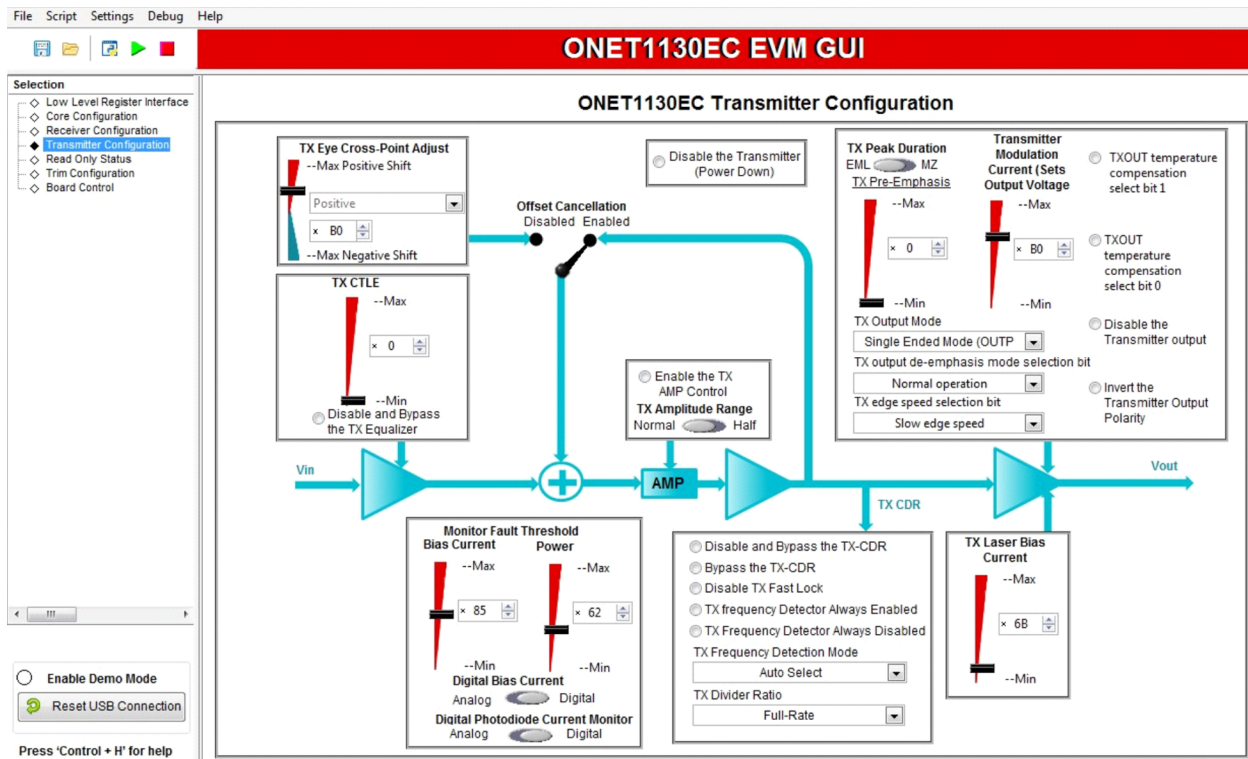 File Script Settings Debug Help
ONET1130EC EVM GUI
Selection
Low Level Register Interface
Core Configuration
Receiver Configuration
Transmitter Configuration
Read Only Status
Trim Configuration
Board Control
Enable Demo Mode
Reset USB Connection
Press 'Control + H' for help
ONET1130EC Transmitter Configuration
TX Eye Cross-Point Adjust
--Max Positive Shift
Positive
× B0
--Max Negative Shift
TX CTLE
--Max
× 0
--Min
Disable and Bypass
the TX Equalizer
Offset Cancellation
Disabled Enabled
Disable the Transmitter
(Power Down)
Enable the TX
AMP Control
TX Amplitude Range
Normal Half
TX Peak Duration
EML MZ
TX Pre-Emphasis
--Max
× 0
--Min
Transmitter
Modulation
Current (Sets
Output Voltage
--Max
× B0
--Min
TXOUT temperature
compensation
select bit 1
TXOUT
temperature
compensation
select bit 0
Disable the
Transmitter output
Invert the
Transmitter Output
Polarity
TX Output Mode
Single Ended Mode (OUTP
TX output de-emphasis mode selection bit
Normal operation
TX edge speed selection bit
Slow edge speed
Vin
AMP
TX CDR
Vout
Monitor Fault Threshold
Bias Current Power
--Max --Max
× 85 × 62
--Min --Min
Digital Bias Current
Analog Digital
Digital Photodiode Current Monitor
Analog Digital
Disable and Bypass the TX-CDR
Bypass the TX-CDR
Disable TX Fast Lock
TX frequency Detector Always Enabled
TX Frequency Detector Always Disabled
TX Frequency Detection Mode
Auto Select
TX Divider Ratio
Full-Rate
TX Laser Bias
Current
--Max
× 6B
--Min